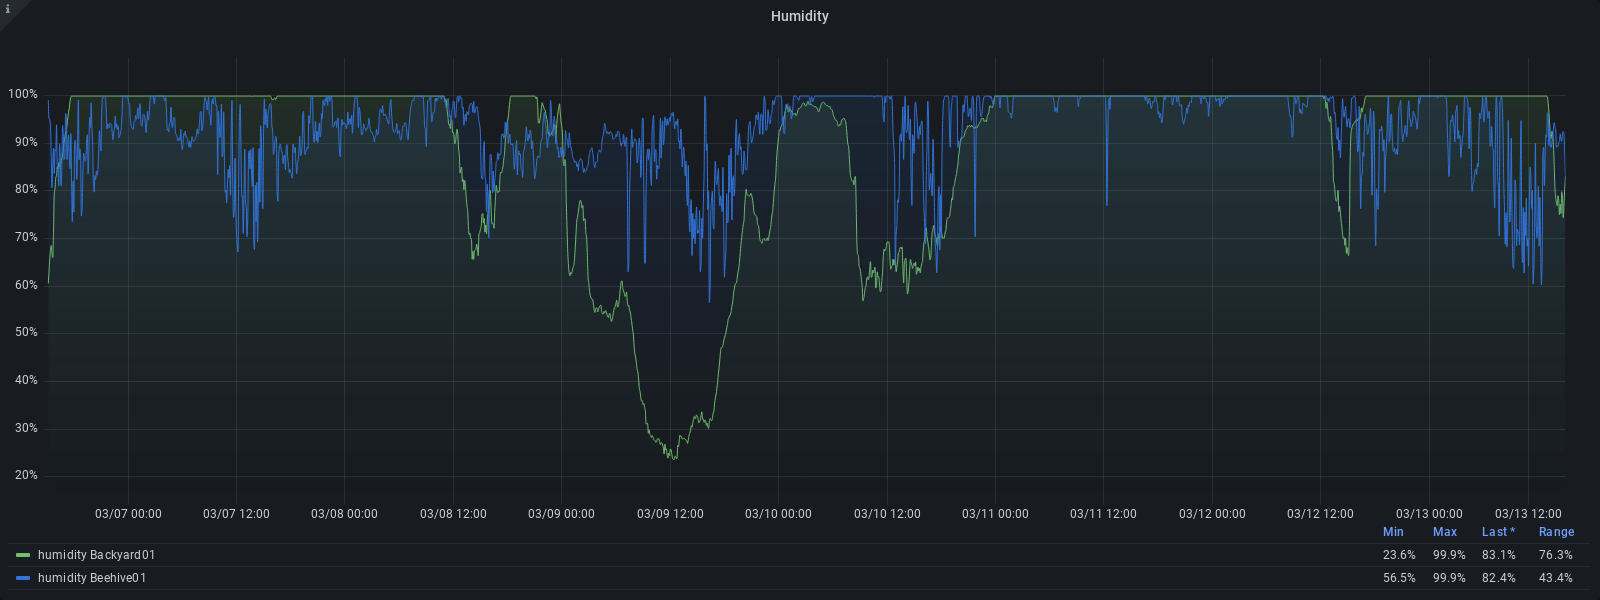 i
Humidity
100%
90%
80%
70%
60%
50%
40%
30%
20%
03/07 00:00 03/07 12:00 03/08 00:00 03/08 12:00 03/09 00:00 03/09 12:00 03/10 00:00 03/10 12:00 03/11 00:00 03/11 12:00 03/12 00:00 03/12 12:00 03/13 00:00 03/13 12:00
Min Max Last * Range
humidity Backyard01 23.6% 99.9% 83.1% 76.3%
humidity Beehive01 56.5% 99.9% 82.4% 43.4%